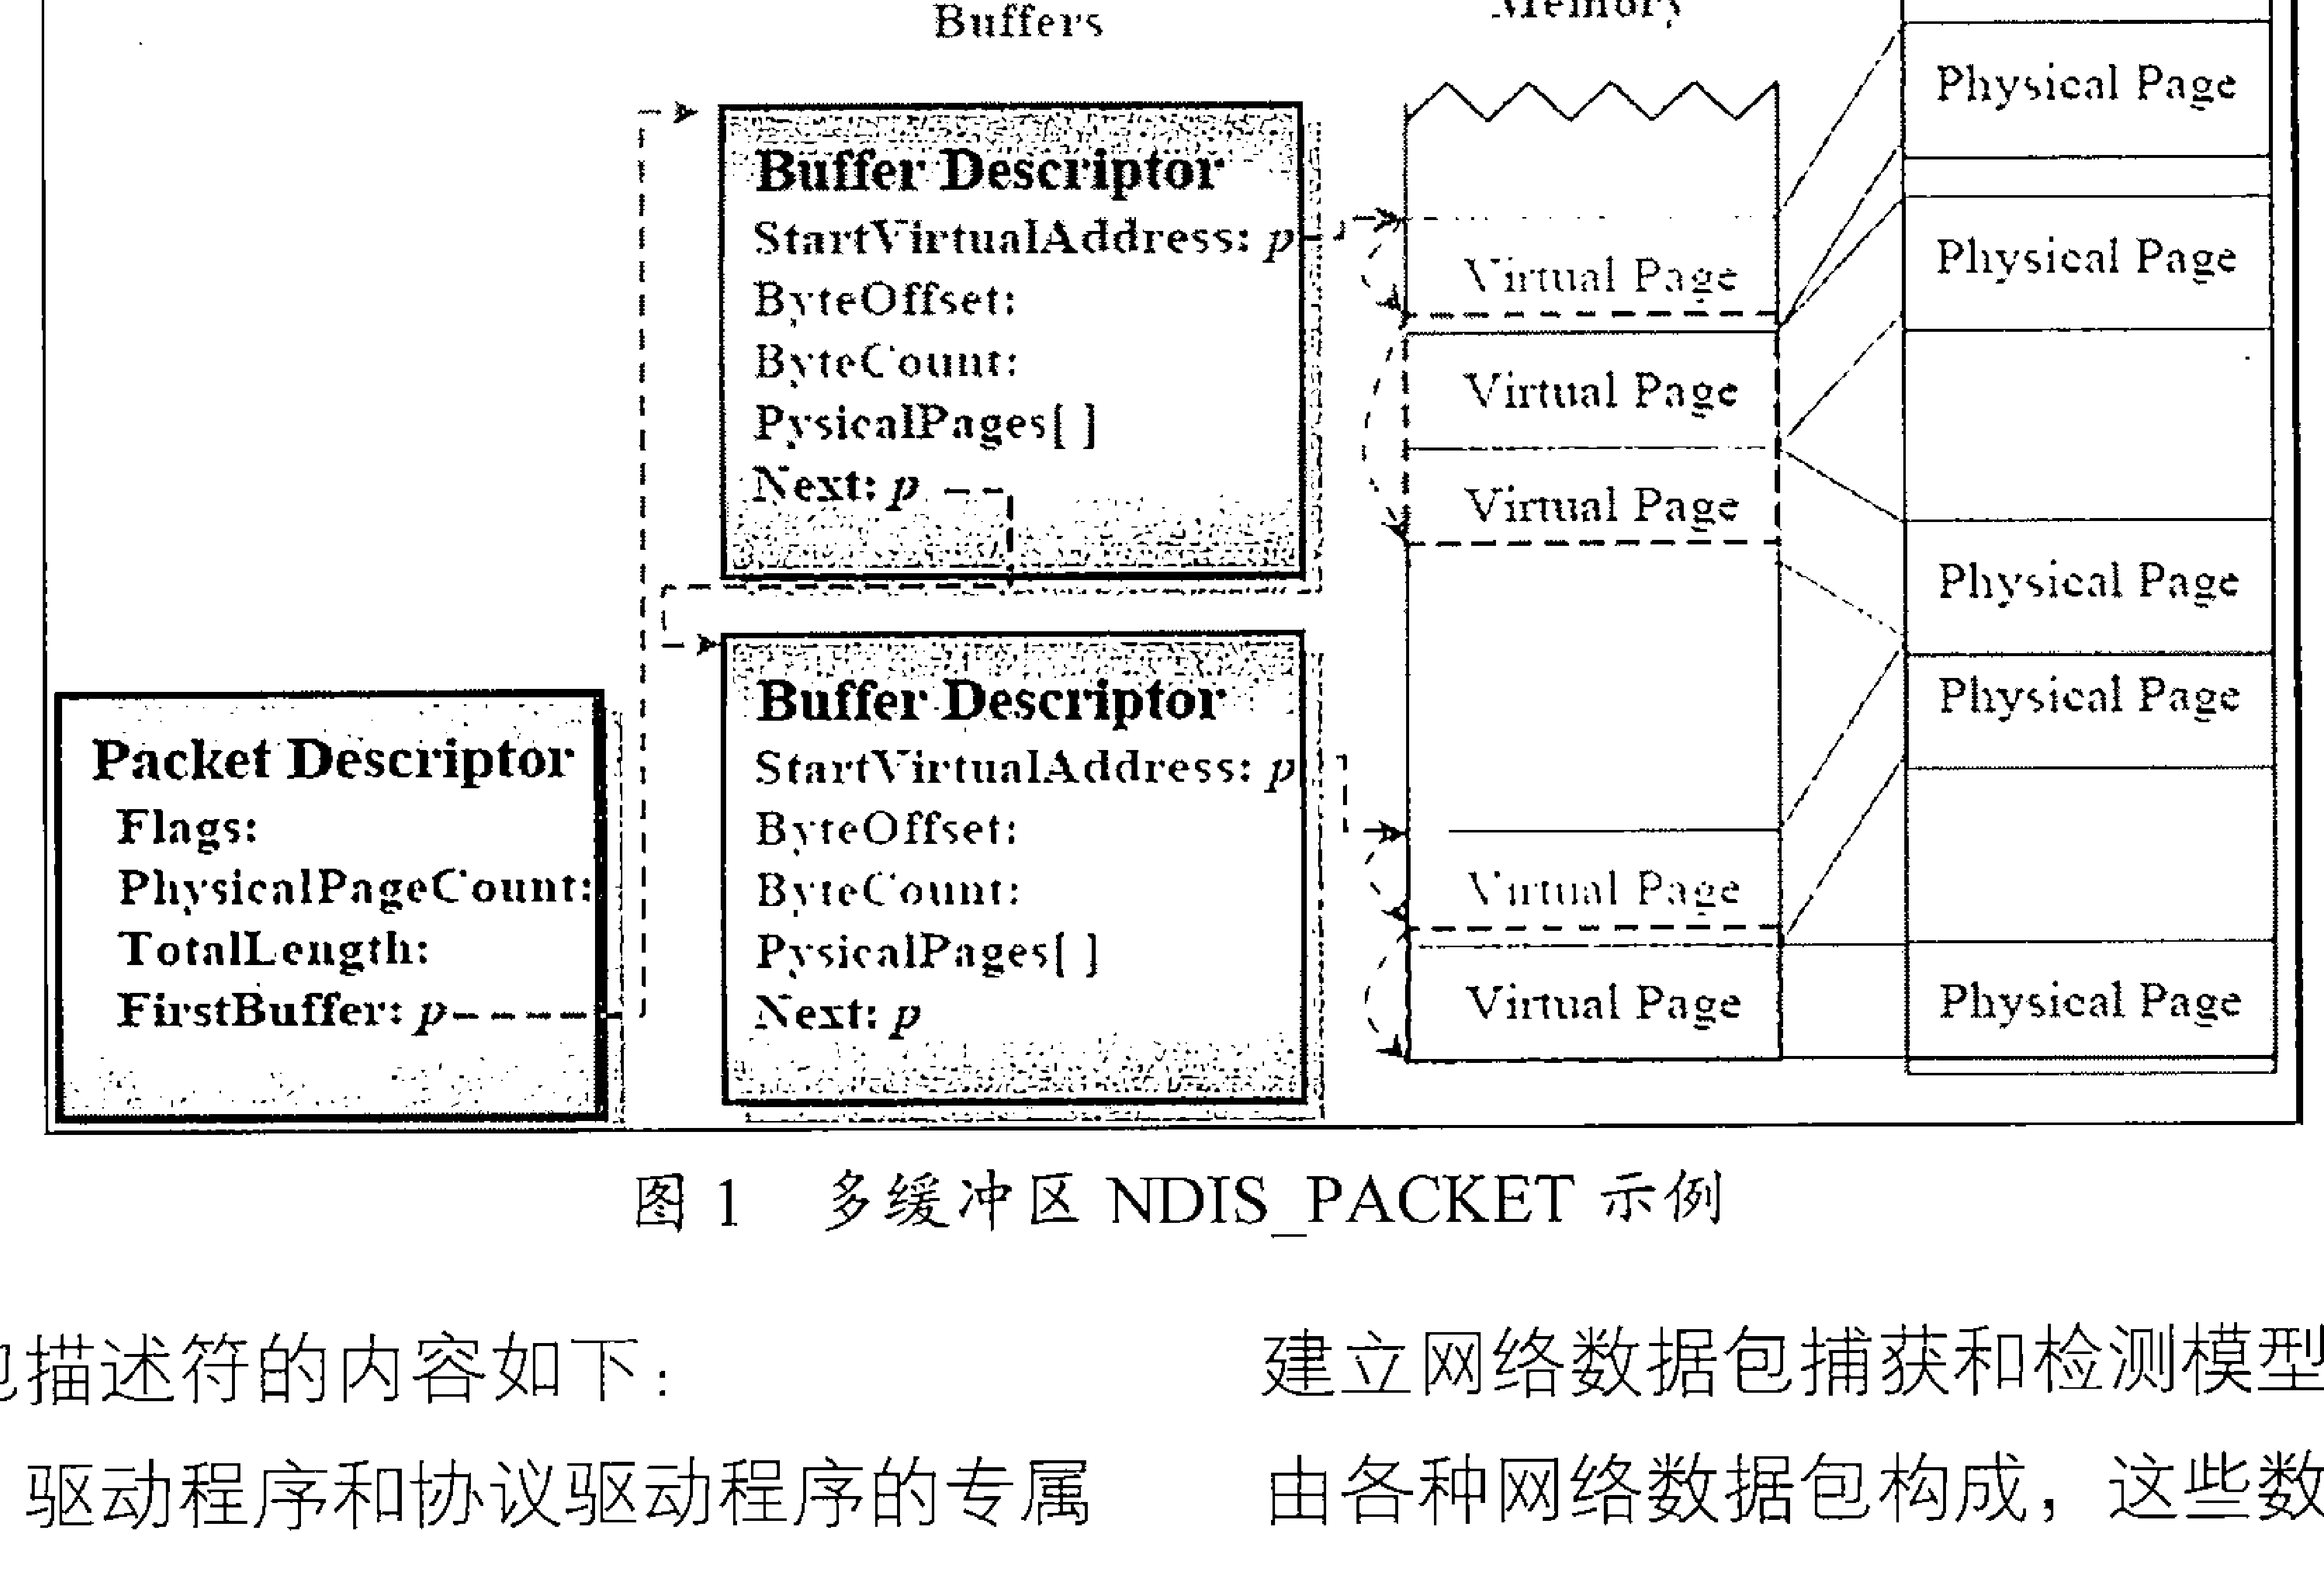 Buffers
Memory
Physical Page
Buffer Descriptor
StartVirtualAddress: p
ByteOffset:
ByteCount:
PysicalPages[ ]
Next: p
Virtual Page
Virtual Page
Virtual Page
Physical Page
Physical Page
Packet Descriptor
Flags:
PhysicalPageCount:
TotalLength:
FirstBuffer: p
Buffer Descriptor
StartVirtualAddress: p
ByteOffset:
ByteCount:
PysicalPages[ ]
Next: p
Virtual Page
Virtual Page
Physical Page
Physical Page
图 1 多缓冲区 NDIS_PACKET 示例
描述符的内容如下:
驱动程序和协议驱动程序的专属
建立网络数据包捕获和检测模型
由各种网络数据包构成，这些数